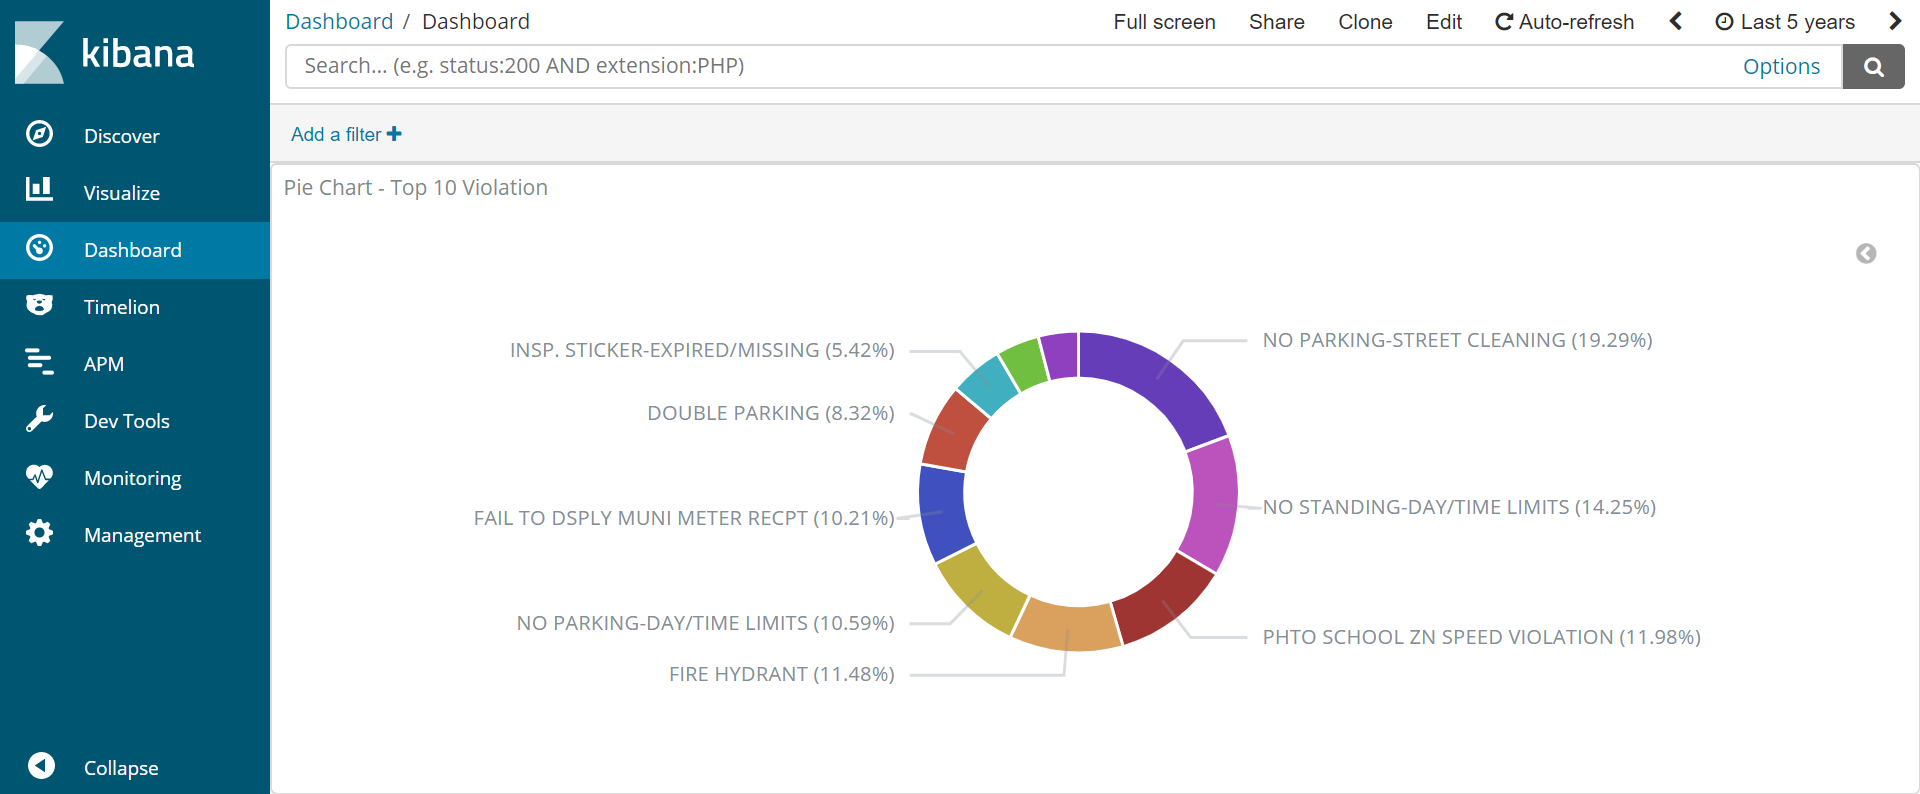 kibana
Discover
Visualize
Dashboard
Timelion
APM
Dev Tools
Monitoring
Management
Collapse
Dashboard / Dashboard
Full screen Share Clone Edit Auto-refresh Last 5 years
Search... (e.g. status:200 AND extension:PHP)
Options
Add a filter
Pie Chart - Top 10 Violation
NO PARKING-STREET CLEANING (19.29%)
NO STANDING-DAY/TIME LIMITS (14.25%)
PHTO SCHOOL ZN SPEED VIOLATION (11.98%)
FIRE HYDRANT (11.48%)
NO PARKING-DAY/TIME LIMITS (10.59%)
FAIL TO DSPLY MUNI METER RECPT (10.21%)
DOUBLE PARKING (8.32%)
INSP. STICKER-EXPIRED/MISSING (5.42%)